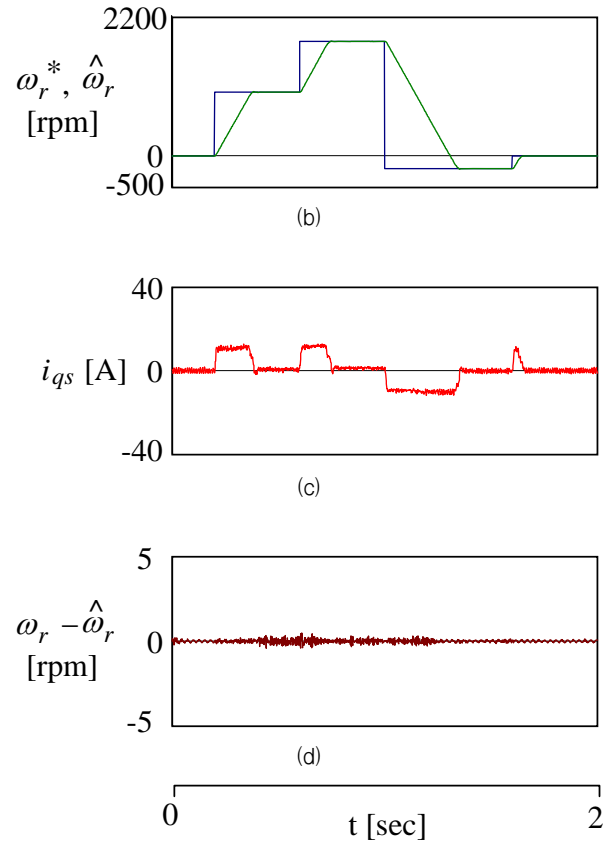 2200
ω_r*, ω̂_r
[rpm]
0
-500
(b)
40
i_qs [A]
0
-40
(c)
5
ω_r – ω̂_r
[rpm]
0
-5
(d)
0
2
t [sec]